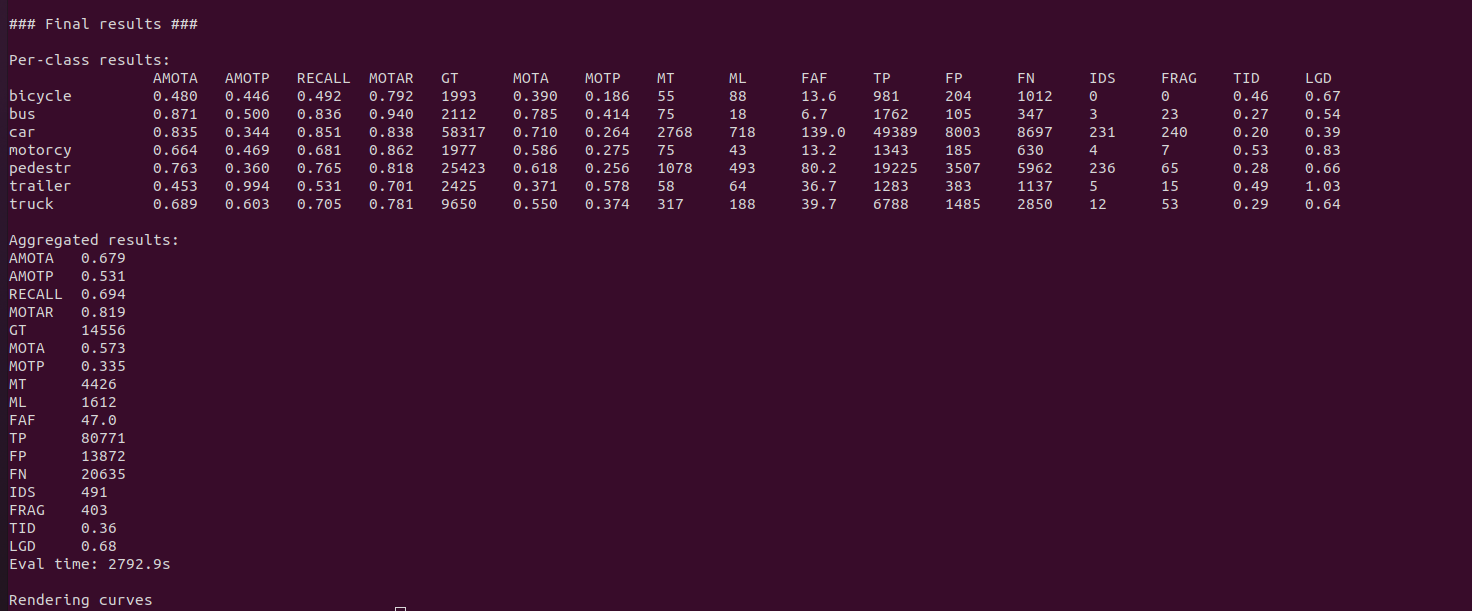 ### Final results ###
Per-class results:
AMOTA AMOTP RECALL MOTAR GT MOTA MOTP MT ML FAF TP FP FN IDS FRAG TID LGD
bicycle 0.480 0.446 0.492 0.792 1993 0.390 0.186 55 88 13.6 981 204 1012 0 0 0.46 0.67
bus 0.871 0.500 0.836 0.940 2112 0.785 0.414 75 18 6.7 1762 105 347 3 23 0.27 0.54
car 0.835 0.344 0.851 0.838 58317 0.710 0.264 2768 718 139.0 49389 8003 8697 231 240 0.20 0.39
motorcy 0.664 0.469 0.681 0.862 1977 0.586 0.275 75 43 13.2 1343 185 630 4 7 0.53 0.83
pedestr 0.763 0.360 0.765 0.818 25423 0.618 0.256 1078 493 80.2 19225 3507 5962 236 65 0.28 0.66
trailer 0.453 0.994 0.531 0.701 2425 0.371 0.578 58 64 36.7 1283 383 1137 5 15 0.49 1.03
truck 0.689 0.603 0.705 0.781 9650 0.550 0.374 317 188 39.7 6788 1485 2850 12 53 0.29 0.64
Aggregated results:
AMOTA 0.679
AMOTP 0.531
RECALL 0.694
MOTAR 0.819
GT 14556
MOTA 0.573
MOTP 0.335
MT 4426
ML 1612
FAF 47.0
TP 80771
FP 13872
FN 20635
IDS 491
FRAG 403
TID 0.36
LGD 0.68
Eval time: 2792.9s
Rendering curves